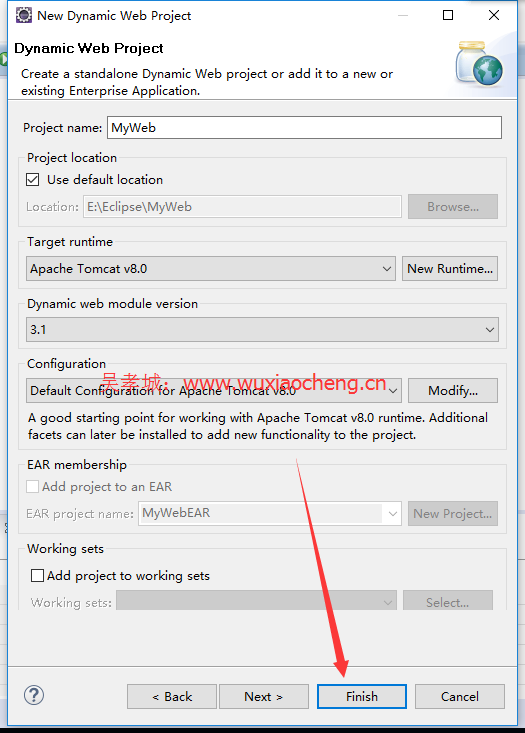 New Dynamic Web Project
Dynamic Web Project
Create a standalone Dynamic Web project or add it to a new or
existing Enterprise Application.
Project name: MyWeb
Project location
Use default location
Location: E:\Eclipse\MyWeb Browse...
Target runtime
Apache Tomcat v8.0 New Runtime...
Dynamic web module version
3.1
Configuration
吴孝城：www.wuxiaocheng.cn
Default Configuration for Apache Tomcat v8.0 Modify...
A good starting point for working with Apache Tomcat v8.0 runtime. Additional
facets can later be installed to add new functionality to the project.
EAR membership
Add project to an EAR
EAR project name: MyWebEAR New Project...
Working sets
Add project to working sets
Working sets: Select...
? < Back Next > Finish Cancel